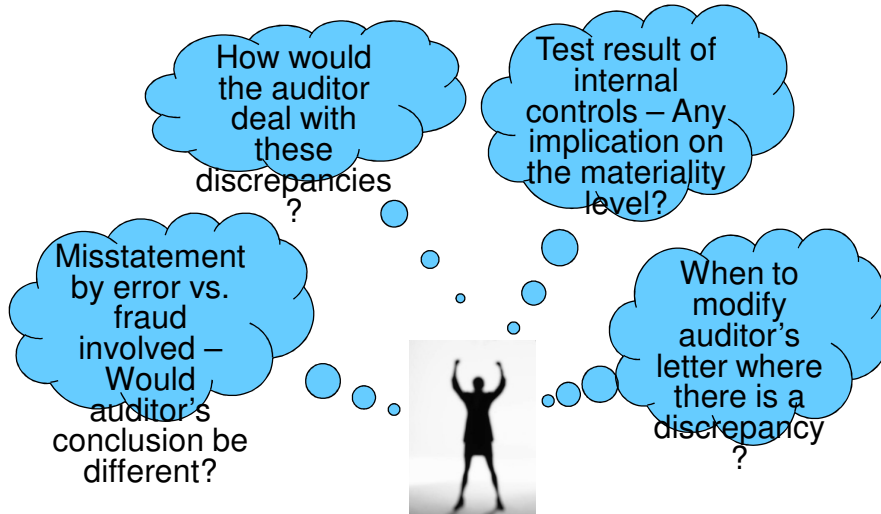 How would
the auditor
deal with
these
discrepancies
?
Test result of
internal
controls – Any
implication on
the materiality
level?
Misstatement
by error vs.
fraud
involved –
Would
auditor's
conclusion be
different?
When to
modify
auditor's
letter where
there is a
discrepancy
?